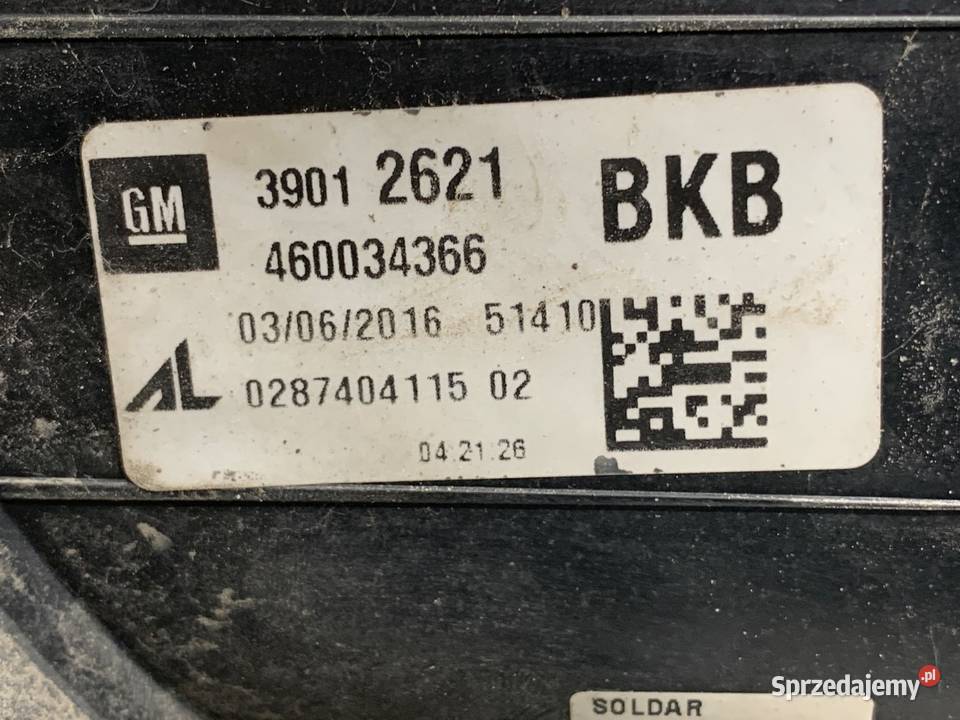 GM 3901 2621 BKB
460034366
03/06/2016 51410
AL 0287404115 02
04:21:26
SOLDAR
Sprzedajemy.pl